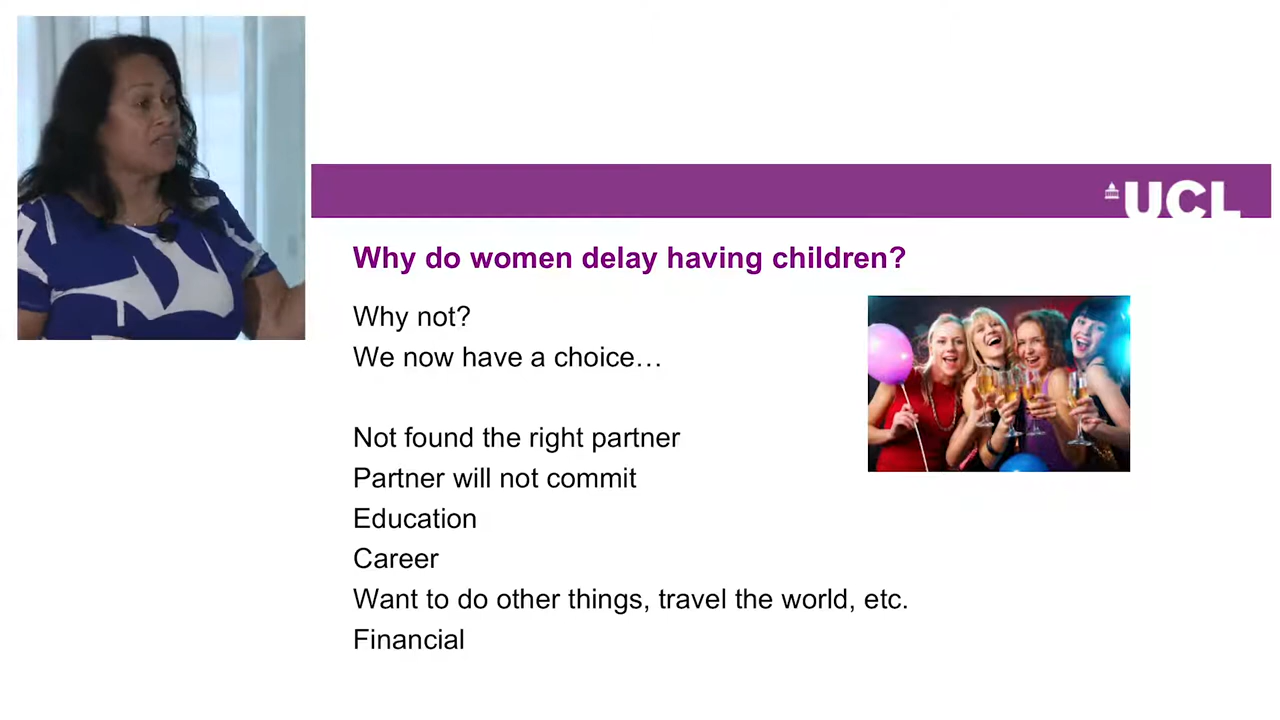 UCL
Why do women delay having children?
Why not?
We now have a choice…
Not found the right partner
Partner will not commit
Education
Career
Want to do other things, travel the world, etc.
Financial